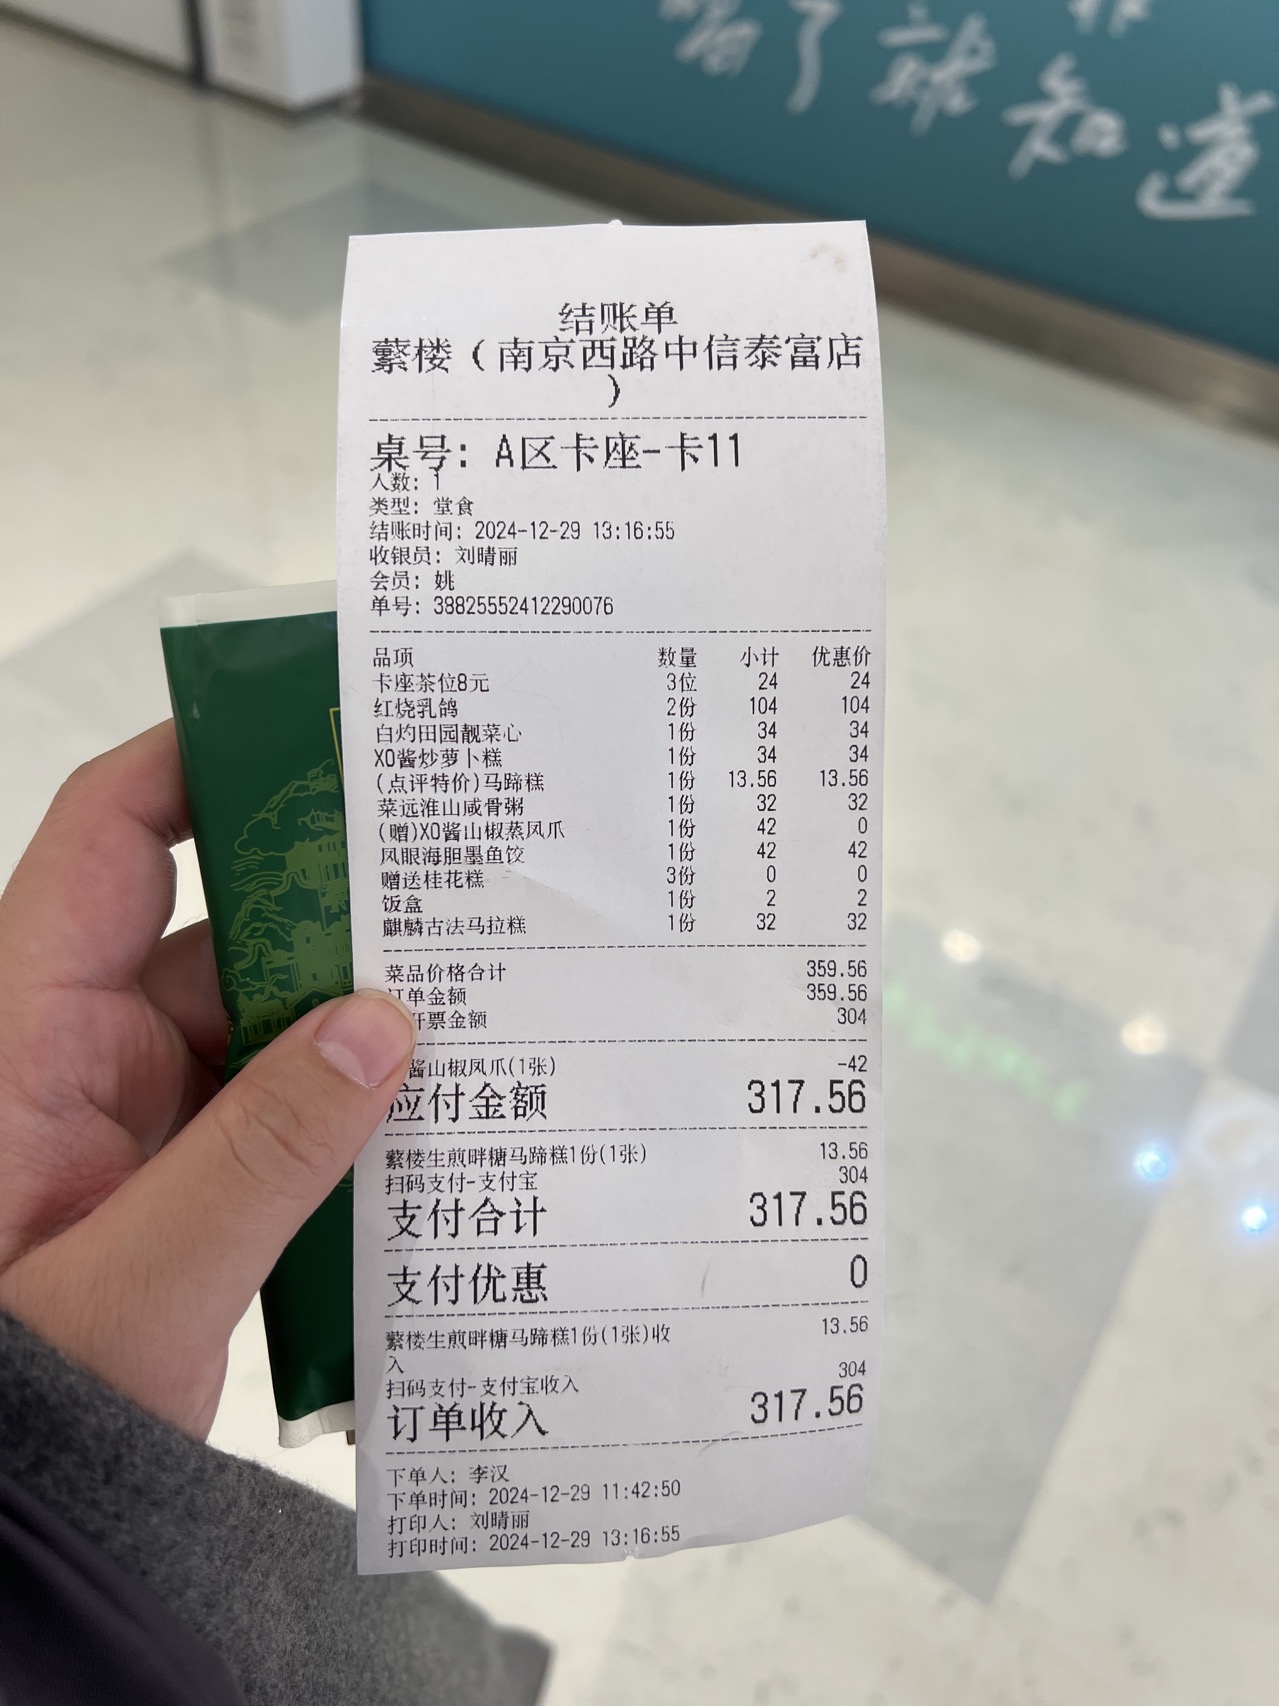 了就知道
结账单
蘩楼（南京西路中信泰富店
）
桌号：A区卡座-卡11
人数：1
类型：堂食
结账时间：2024-12-29 13:16:55
收银员：刘晴丽
会员：姚
单号：38825552412290076
品项 数量 小计 优惠价
卡座茶位8元 3位 24 24
红烧乳鸽 2份 104 104
白灼田园靓菜心 1份 34 34
XO酱炒萝卜糕 1份 34 34
(点评特价)马蹄糕 1份 13.56 13.56
菜远淮山咸骨粥 1份 32 32
(赠)XO酱山椒蒸凤爪 1份 42 0
凤眼海胆墨鱼饺 1份 42 42
赠送桂花糕 3份 0 0
饭盒 1份 2 2
麒麟古法马拉糕 1份 32 32
菜品价格合计 359.56
订单金额 359.56
开票金额 304
酱山椒凤爪(1张) -42
应付金额 317.56
蘩楼生煎畔糖马蹄糕1份(1张) 13.56
扫码支付-支付宝 304
支付合计 317.56
支付优惠 0
蘩楼生煎畔糖马蹄糕1份(1张)收 13.56
入
扫码支付-支付宝收入 304
订单收入 317.56
下单人：李汉
下单时间：2024-12-29 11:42:50
打印人：刘晴丽
打印时间：2024-12-29 13:16:55